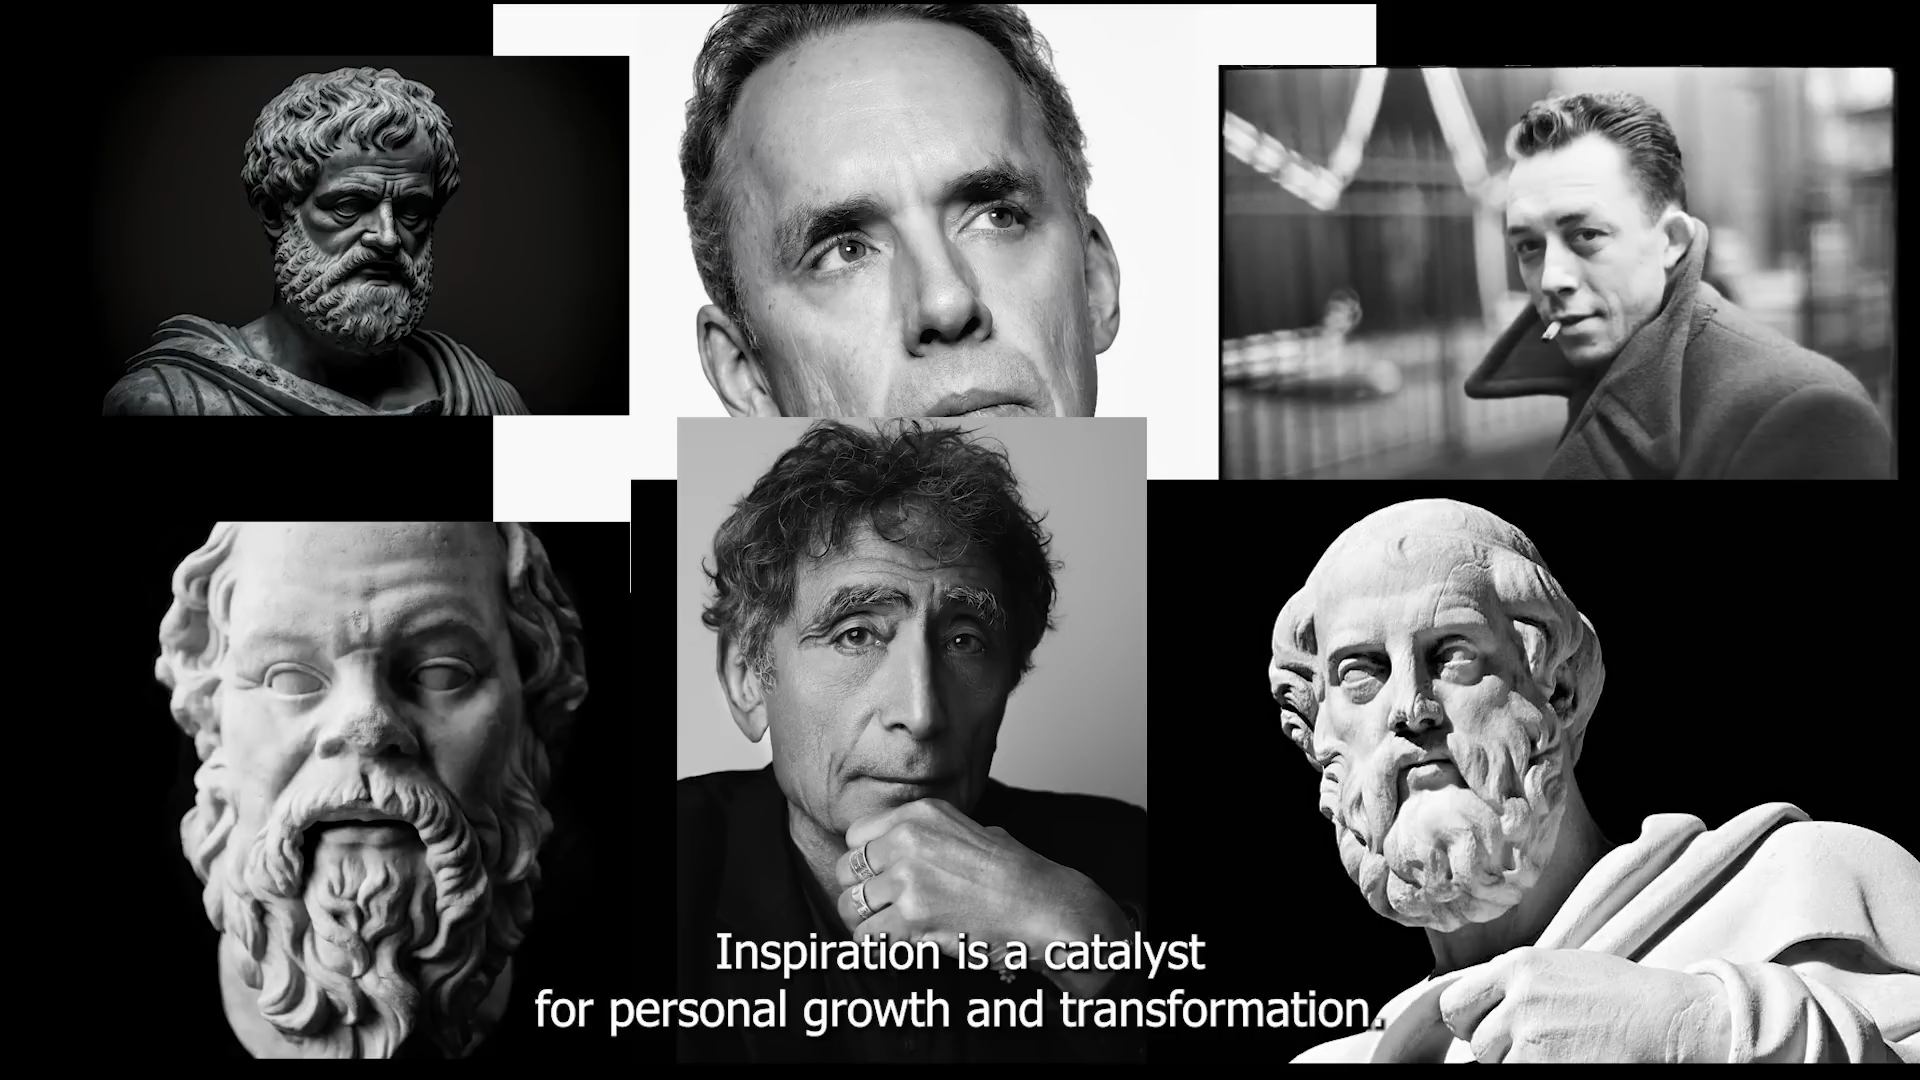 Inspiration is a catalyst
for personal growth and transformation.